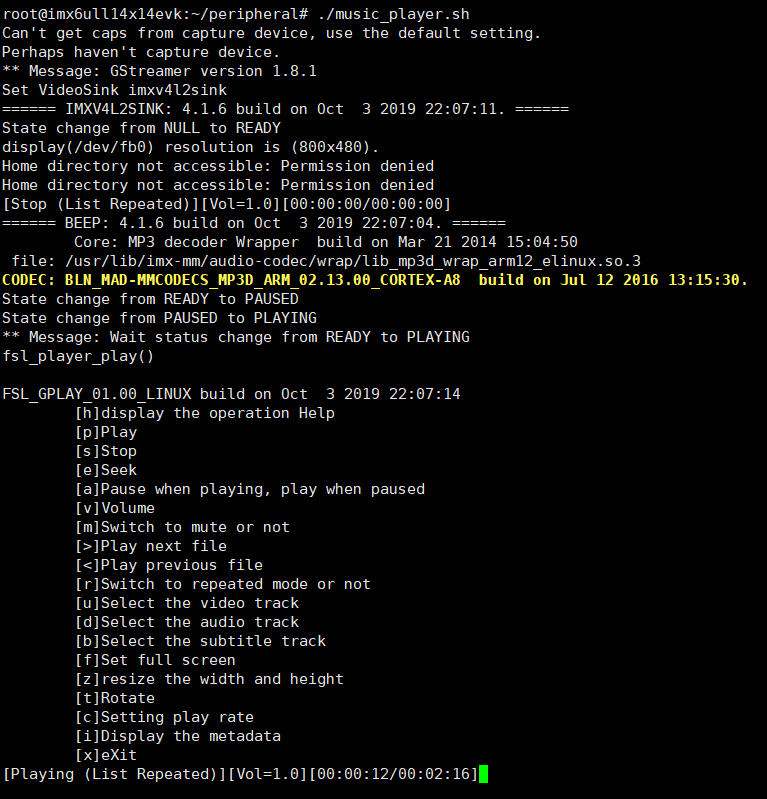 root@imx6ull14x14evk:~/peripheral# ./music_player.sh
Can't get caps from capture device, use the default setting.
Perhaps haven't capture device.
** Message: GStreamer version 1.8.1
Set VideoSink imxv4l2sink
====== IMXV4L2SINK: 4.1.6 build on Oct  3 2019 22:07:11. ======
State change from NULL to READY
display(/dev/fb0) resolution is (800x480).
Home directory not accessible: Permission denied
Home directory not accessible: Permission denied
[Stop (List Repeated)][Vol=1.0][00:00:00/00:00:00]
====== BEEP: 4.1.6 build on Oct  3 2019 22:07:04. ======
        Core: MP3 decoder Wrapper  build on Mar 21 2014 15:04:50
 file: /usr/lib/imx-mm/audio-codec/wrap/lib_mp3d_wrap_arm12_elinux.so.3
CODEC: BLN_MAD-MMCODECS_MP3D_ARM_02.13.00_CORTEX-A8  build on Jul 12 2016 13:15:30.
State change from READY to PAUSED
State change from PAUSED to PLAYING
** Message: Wait status change from READY to PLAYING
fsl_player_play()

FSL_GPLAY_01.00_LINUX build on Oct  3 2019 22:07:14
        [h]display the operation Help
        [p]Play
        [s]Stop
        [e]Seek
        [a]Pause when playing, play when paused
        [v]Volume
        [m]Switch to mute or not
        [>]Play next file
        [<]Play previous file
        [r]Switch to repeated mode or not
        [u]Select the video track
        [d]Select the audio track
        [b]Select the subtitle track
        [f]Set full screen
        [z]resize the width and height
        [t]Rotate
        [c]Setting play rate
        [i]Display the metadata
        [x]eXit
[Playing (List Repeated)][Vol=1.0][00:00:12/00:02:16]